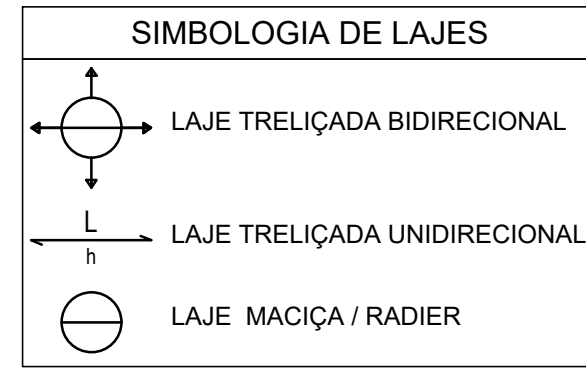 SIMBOLOGIA DE LAJES
LAJE TRELIÇADA BIDIRECIONAL
L
h
LAJE TRELIÇADA UNIDIRECIONAL
LAJE MACIÇA / RADIER